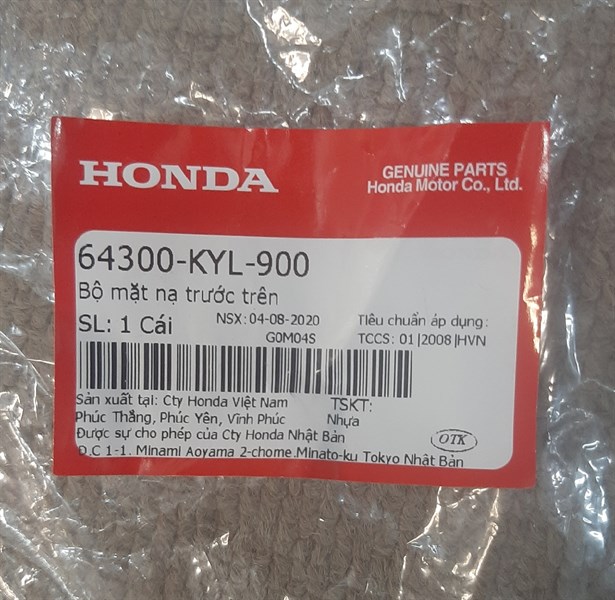 HONDA
GENUINE PARTS
Honda Motor Co., Ltd.
64300-KYL-900
Bộ mặt nạ trước trên
SL: 1 Cái
NSX: 04-08-2020
G0M04S
Tiêu chuẩn áp dụng:
TCCS: 01 |2008 |HVN
Sản xuất tại: Cty Honda Việt Nam
Phúc Thắng, Phúc Yên, Vĩnh Phúc
TSKT:
Nhựa
Được sự cho phép của Cty Honda Nhật Bản
OTK
Đ.C 1-1. Minami Aoyama 2-chome.Minato-ku Tokyo Nhật Bản